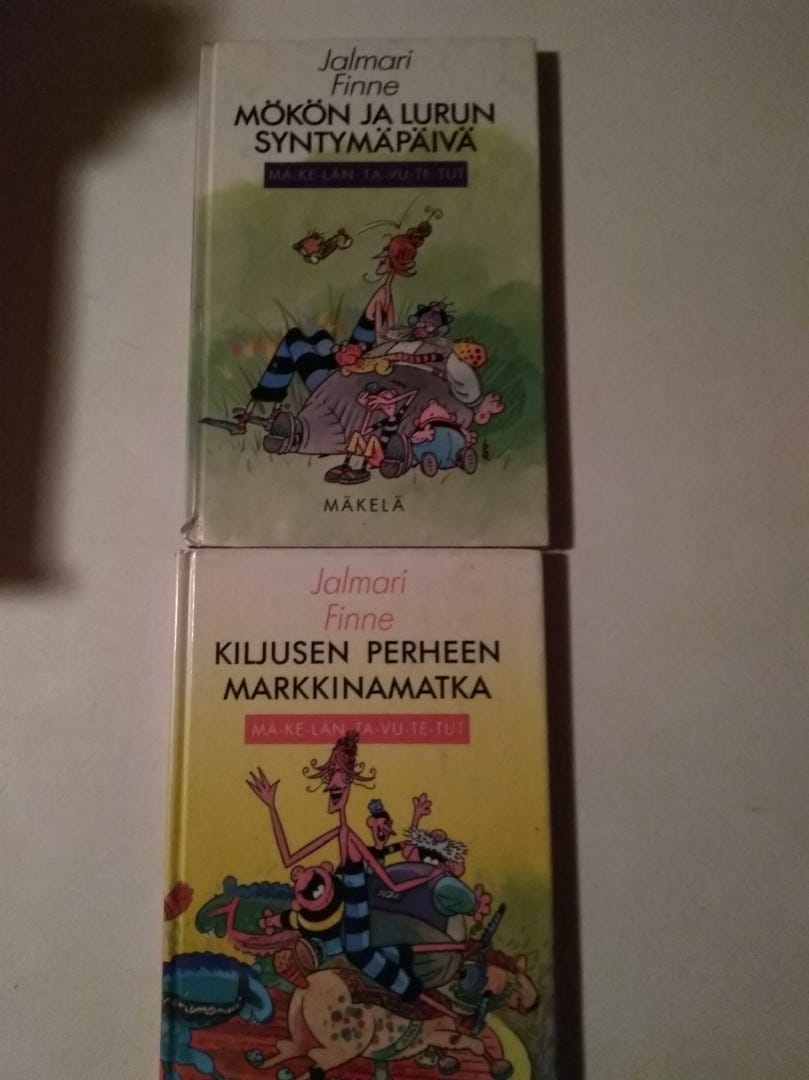 Jalmari
Finne
MÖKÖN JA LURUN
SYNTYMÄPÄIVÄ
MÄ-KE-LÄN TA-VU-TE-TUT
MÄKELÄ
Jalmari
Finne
KILJUSEN PERHEEN
MARKKINAMATKA
MÄ-KE-LÄN TA-VU-TE-TUT